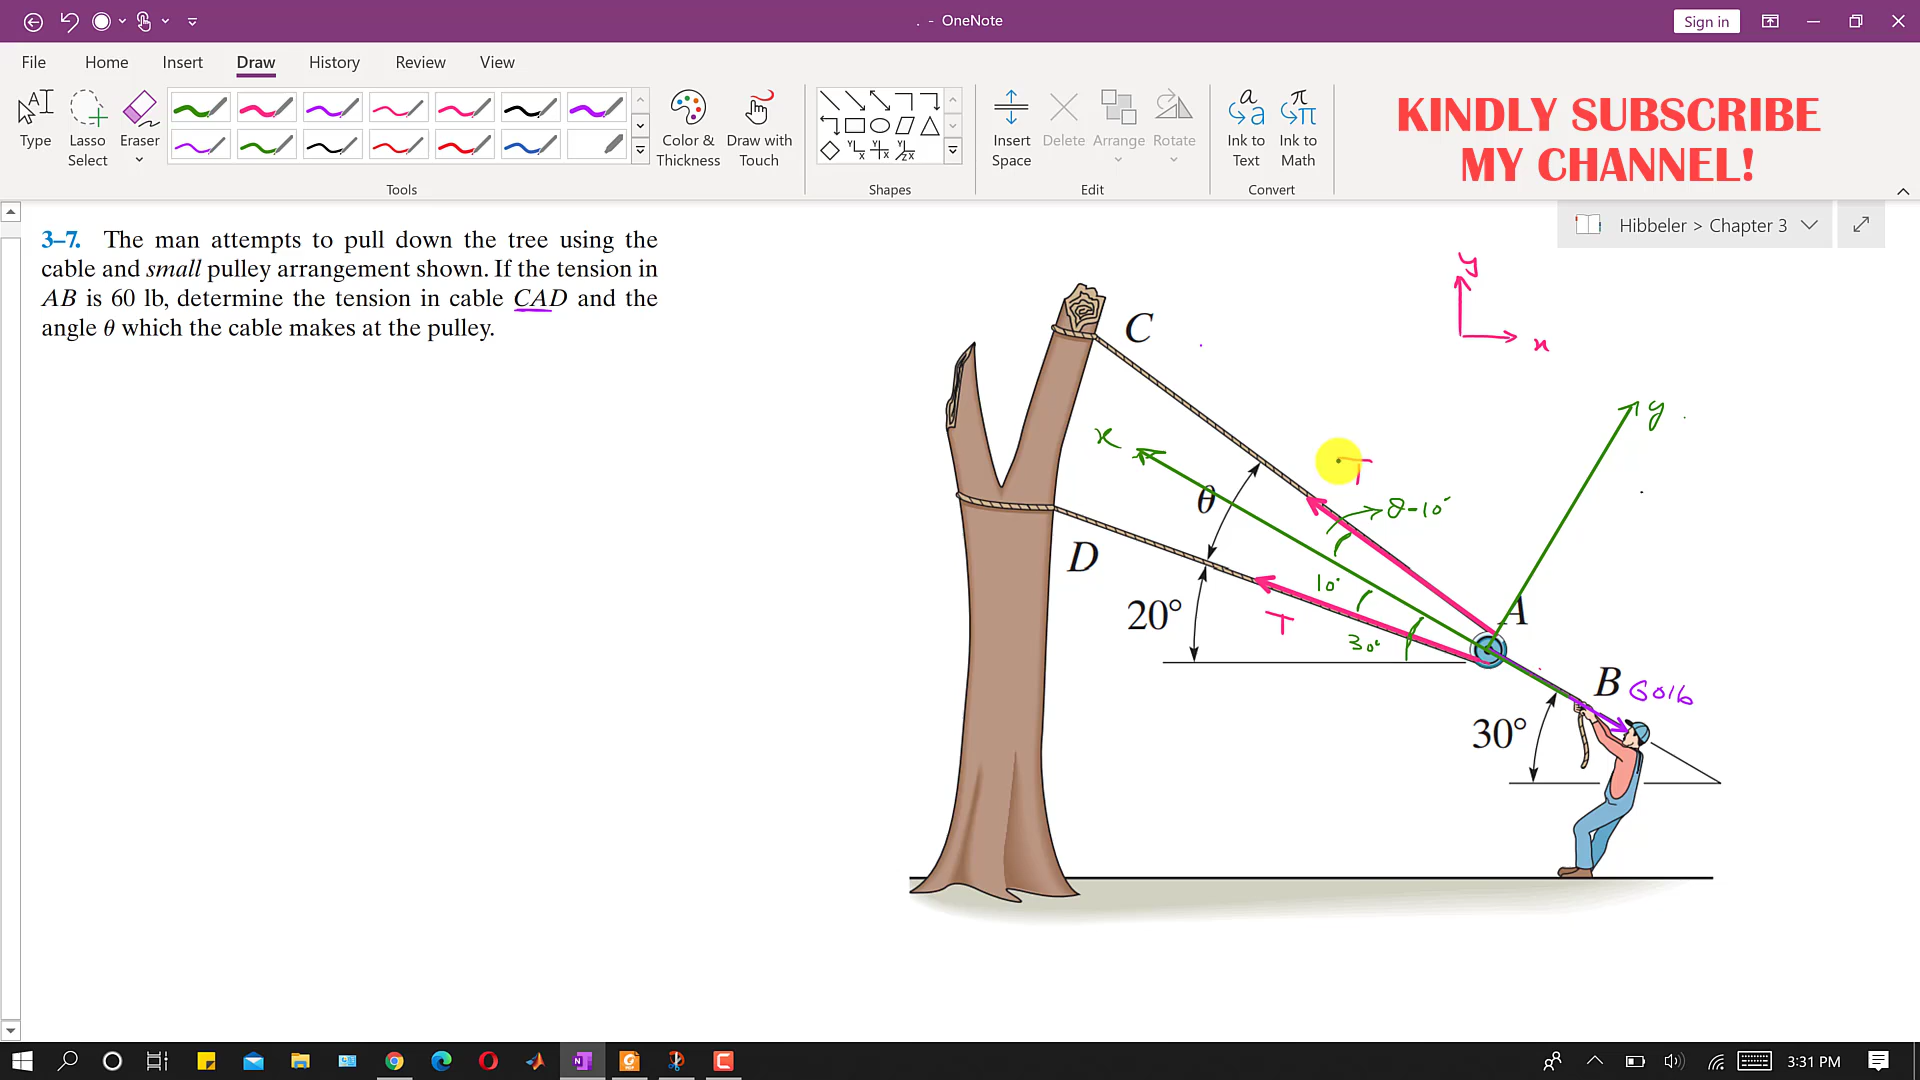 . - OneNote
Sign in
File Home Insert Draw History Review View
Type
Lasso Select
Eraser
Color & Thickness
Draw with Touch
Insert Space
Delete
Arrange
Rotate
Ink to Text
Ink to Math
Tools
Shapes
Edit
Convert
KINDLY SUBSCRIBE
MY CHANNEL!
Hibbeler > Chapter 3
3–7. The man attempts to pull down the tree using the
cable and small pulley arrangement shown. If the tension in
AB is 60 lb, determine the tension in cable CAD and the
angle θ which the cable makes at the pulley.
y
x
C
y
x
T
θ
θ-10°
D
10°
20°
T
30°
A
B 60lb
30°
3:31 PM